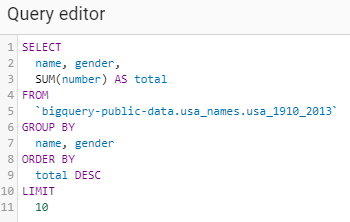 Query editor
1 SELECT
2 name, gender,
3 SUM(number) AS total
4 FROM
5 `bigquery-public-data.usa_names.usa_1910_2013`
6 GROUP BY
7 name, gender
8 ORDER BY
9 total DESC
10 LIMIT
11 10